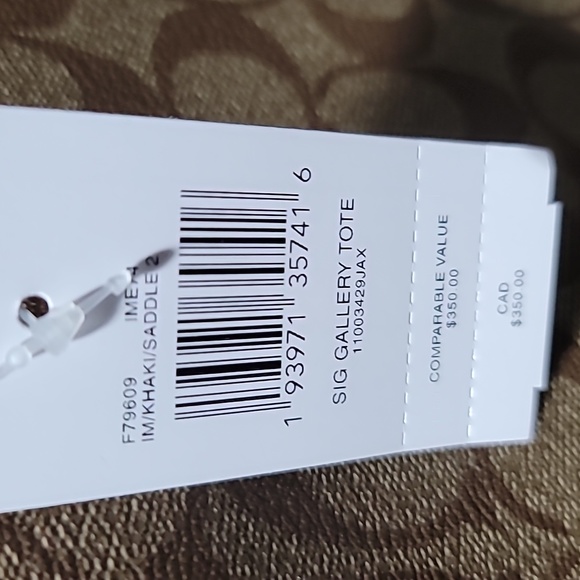 F79609 IME74
IM/KHAKI/SADDLE 2
1 93971 35741 6
SIG GALLERY TOTE
11003429JAX
COMPARABLE VALUE
$350.00
CAD
$350.00